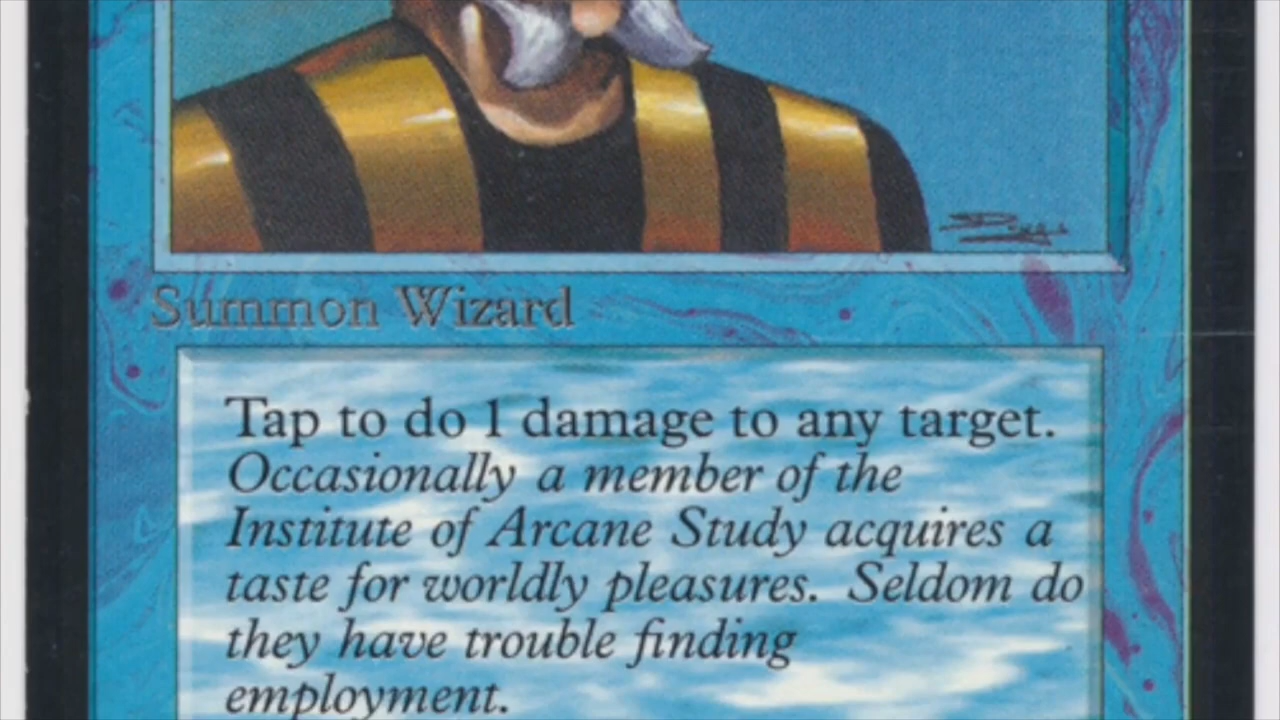 Summon Wizard
Tap to do 1 damage to any target.
Occasionally a member of the
Institute of Arcane Study acquires a
taste for worldly pleasures. Seldom do
they have trouble finding
employment.